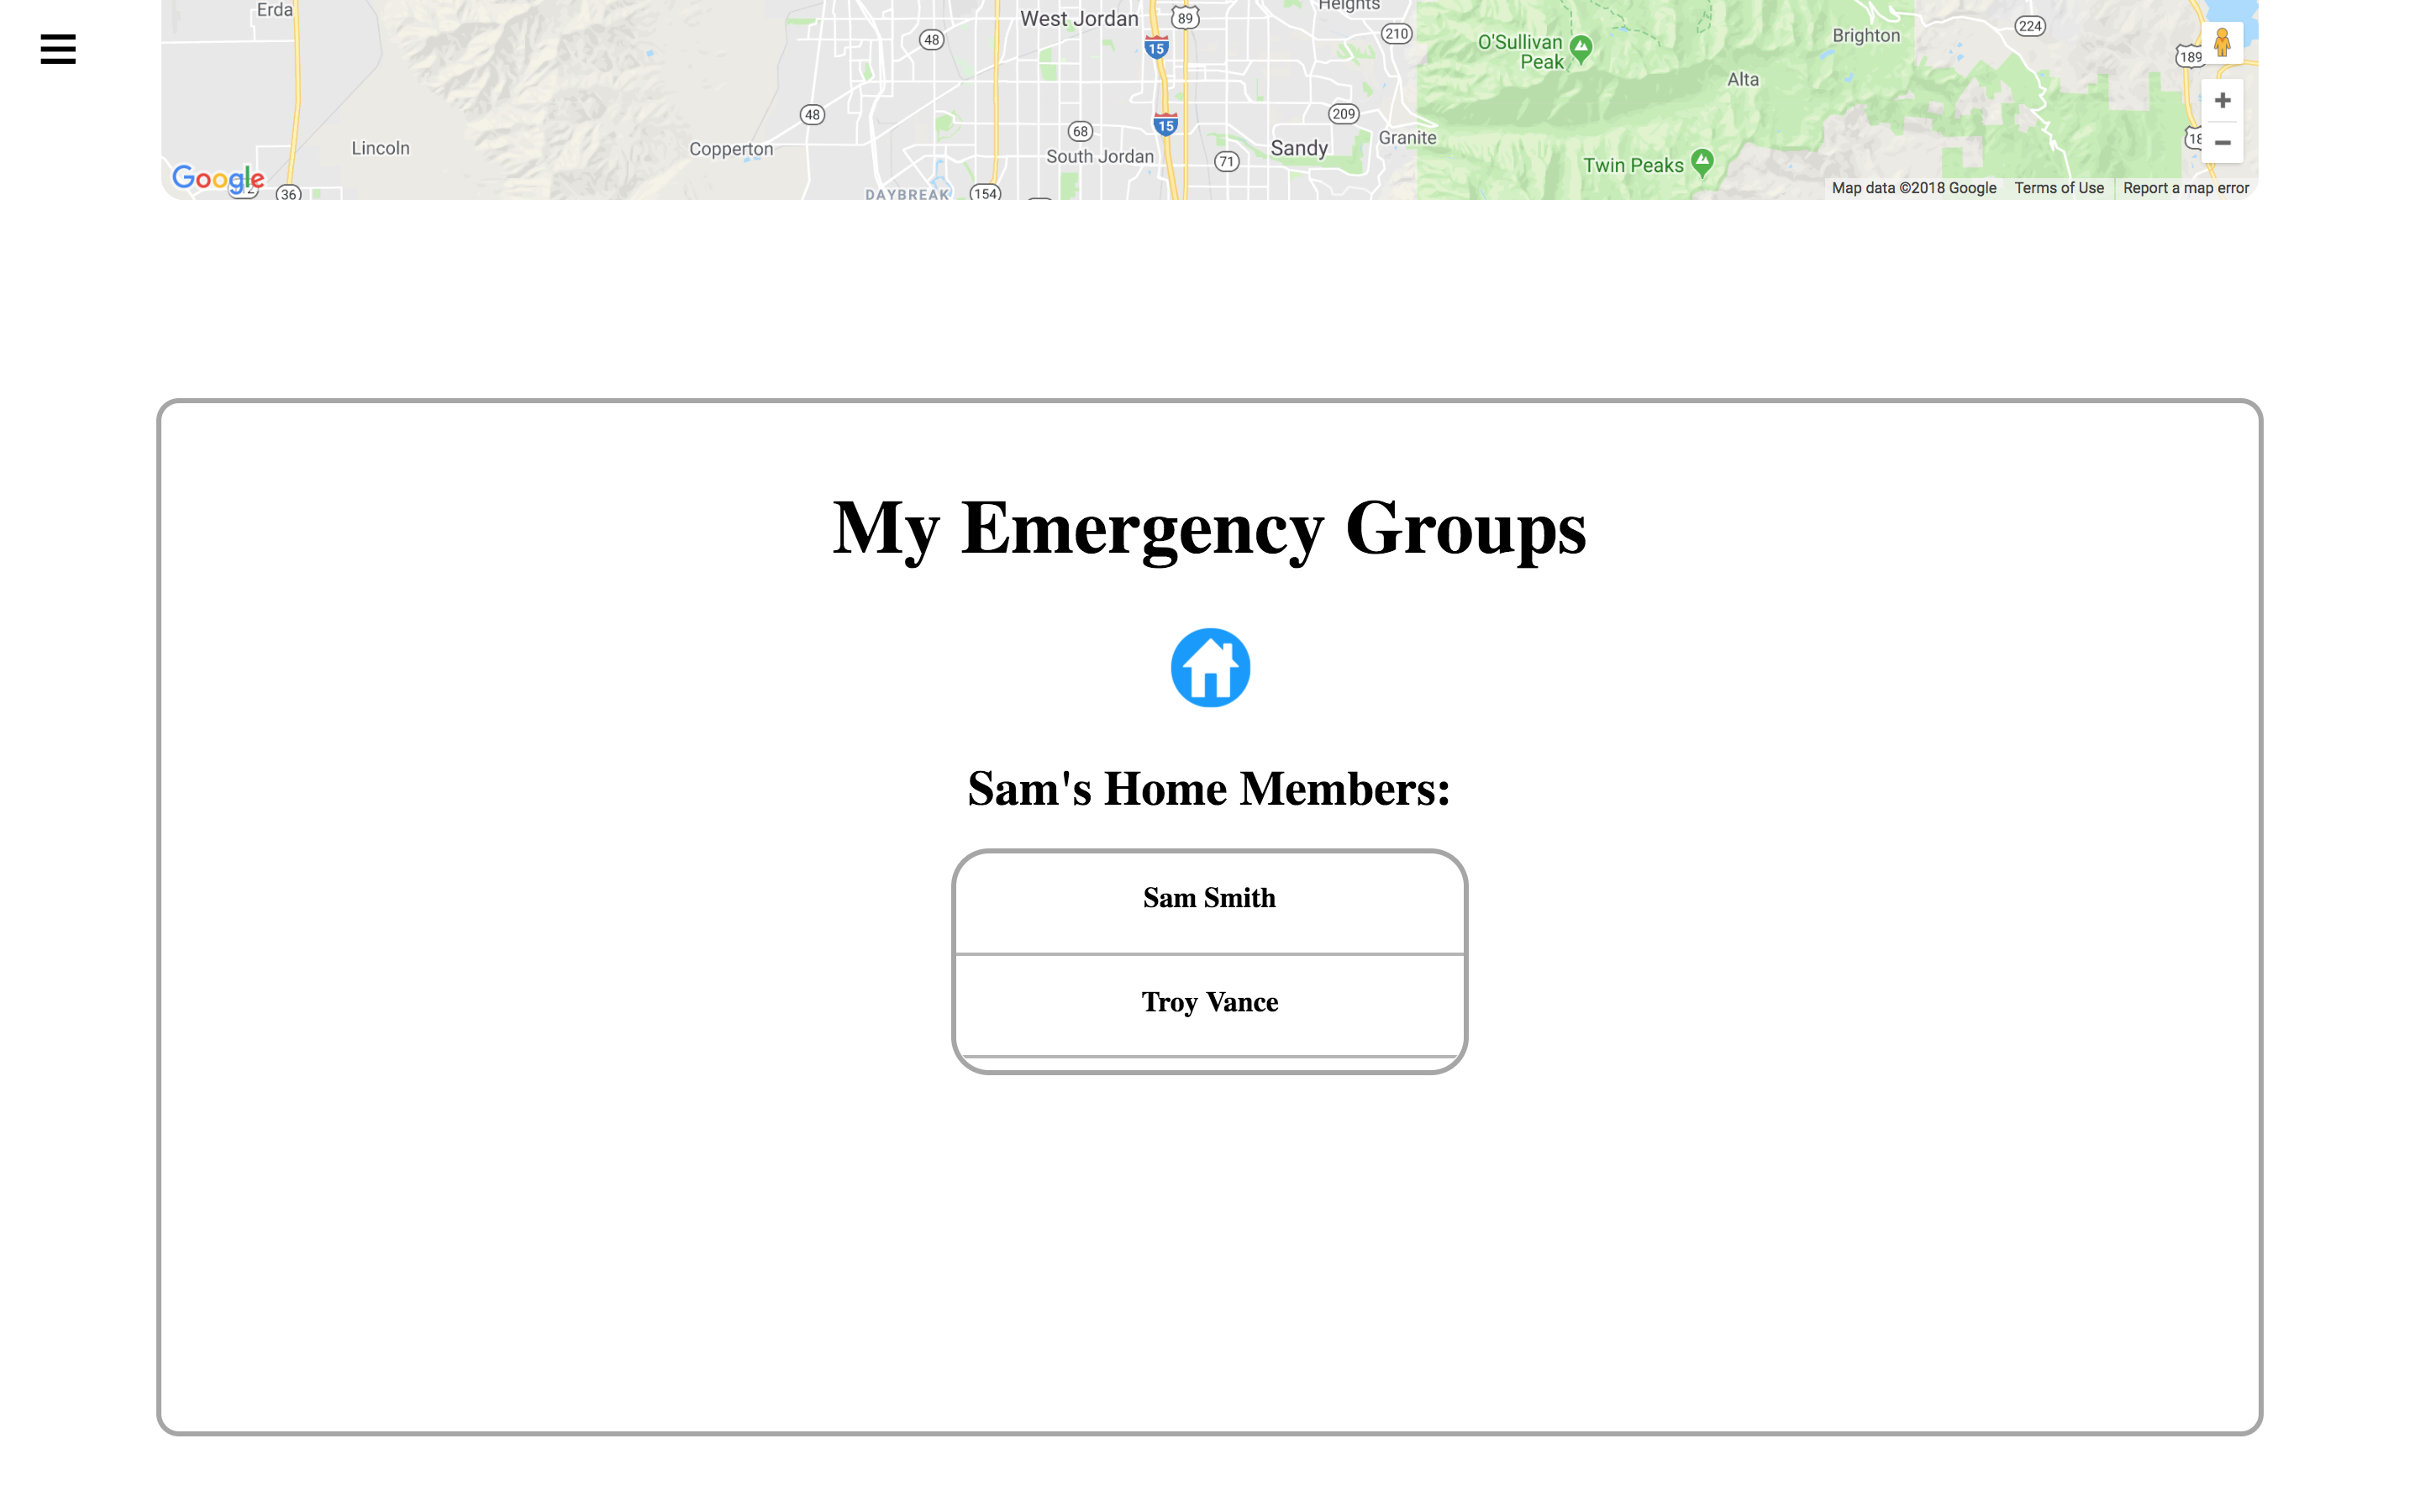 Erda
West Jordan
89
Heights
48
15
210
O'Sullivan
Peak
Brighton
224
189
Alta
48
15
209
68
Lincoln
Copperton
South Jordan
71
Sandy
Granite
Twin Peaks
Google
36
DAYBREAK
154
Map data ©2018 Google
Terms of Use
Report a map error
My Emergency Groups
Sam's Home Members:
Sam Smith
Troy Vance